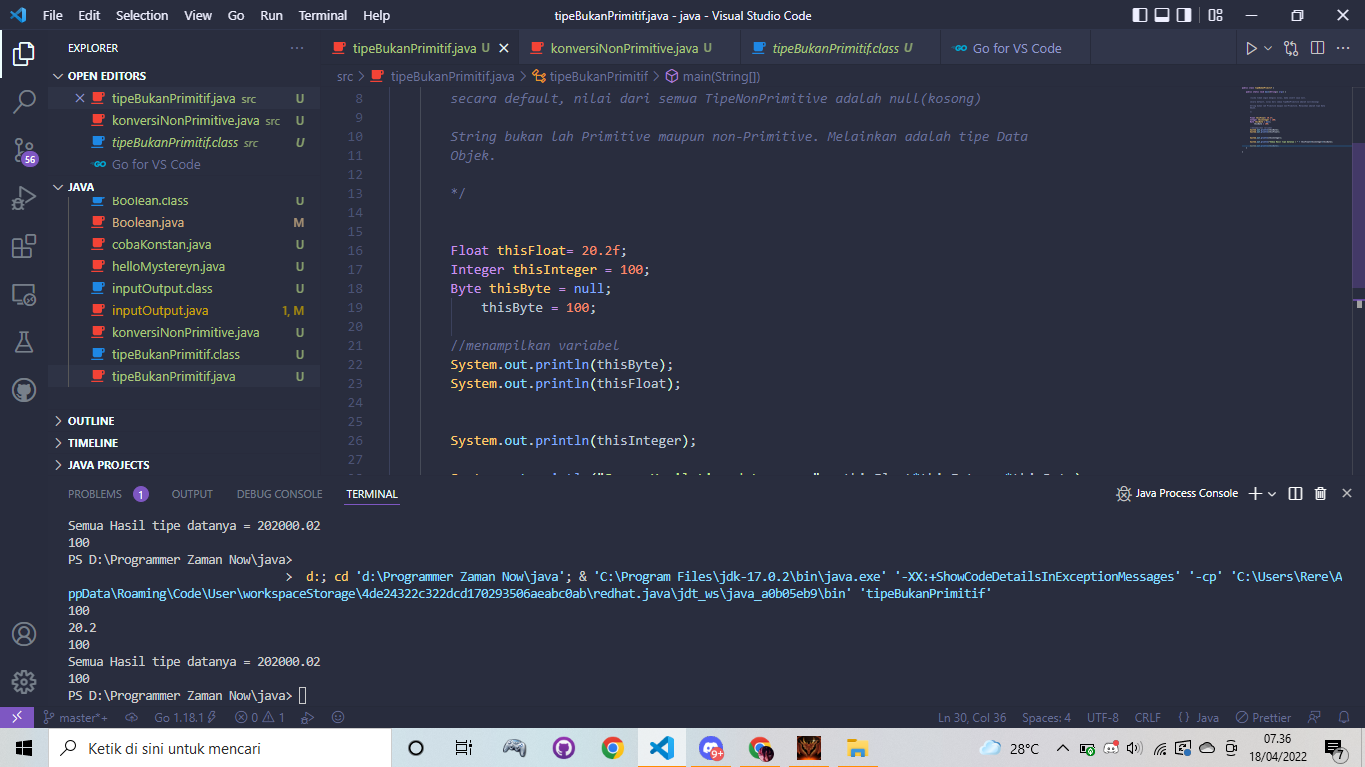 File Edit Selection View Go Run Terminal Help
tipeBukanPrimitif.java - java - Visual Studio Code
EXPLORER
OPEN EDITORS
tipeBukanPrimitif.java src U
konversiNonPrimitive.java src U
tipeBukanPrimitif.class src U
Go for VS Code
JAVA
Boolean.class U
Boolean.java M
cobaKonstan.java U
helloMystereyn.java U
inputOutput.class U
inputOutput.java 1, M
konversiNonPrimitive.java U
tipeBukanPrimitif.class U
tipeBukanPrimitif.java U
OUTLINE
TIMELINE
JAVA PROJECTS
56
tipeBukanPrimitif.java U
konversiNonPrimitive.java U
tipeBukanPrimitif.class U
Go for VS Code
src > tipeBukanPrimitif.java > tipeBukanPrimitif > main(String[])
8 secara default, nilai dari semua TipeNonPrimitive adalah null(kosong)
9
10 String bukan lah Primitive maupun non-Primitive. Melainkan adalah tipe Data
11 Objek.
12
13 */
14
15
16 Float thisFloat= 20.2f;
17 Integer thisInteger = 100;
18 Byte thisByte = null;
19 thisByte = 100;
20
21 //menampilkan variabel
22 System.out.println(thisByte);
23 System.out.println(thisFloat);
24
25
26 System.out.println(thisInteger);
27
PROBLEMS 1 OUTPUT DEBUG CONSOLE TERMINAL
Java Process Console
Semua Hasil tipe datanya = 202000.02
100
PS D:\Programmer Zaman Now\java>
> d:; cd 'd:\Programmer Zaman Now\java'; & 'C:\Program Files\jdk-17.0.2\bin\java.exe' '-XX:+ShowCodeDetailsInExceptionMessages' '-cp' 'C:\Users\Rere\A
ppData\Roaming\Code\User\workspaceStorage\4de24322c322dcd170293506aeabc0ab\redhat.java\jdt_ws\java_a0b05eb9\bin' 'tipeBukanPrimitif'
100
20.2
100
Semua Hasil tipe datanya = 202000.02
100
PS D:\Programmer Zaman Now\java>
master*+ Go 1.18.1 0 1
Ln 30, Col 36 Spaces: 4 UTF-8 CRLF {} Java Prettier
Ketik di sini untuk mencari
9+
28°C
07.36
18/04/2022
7